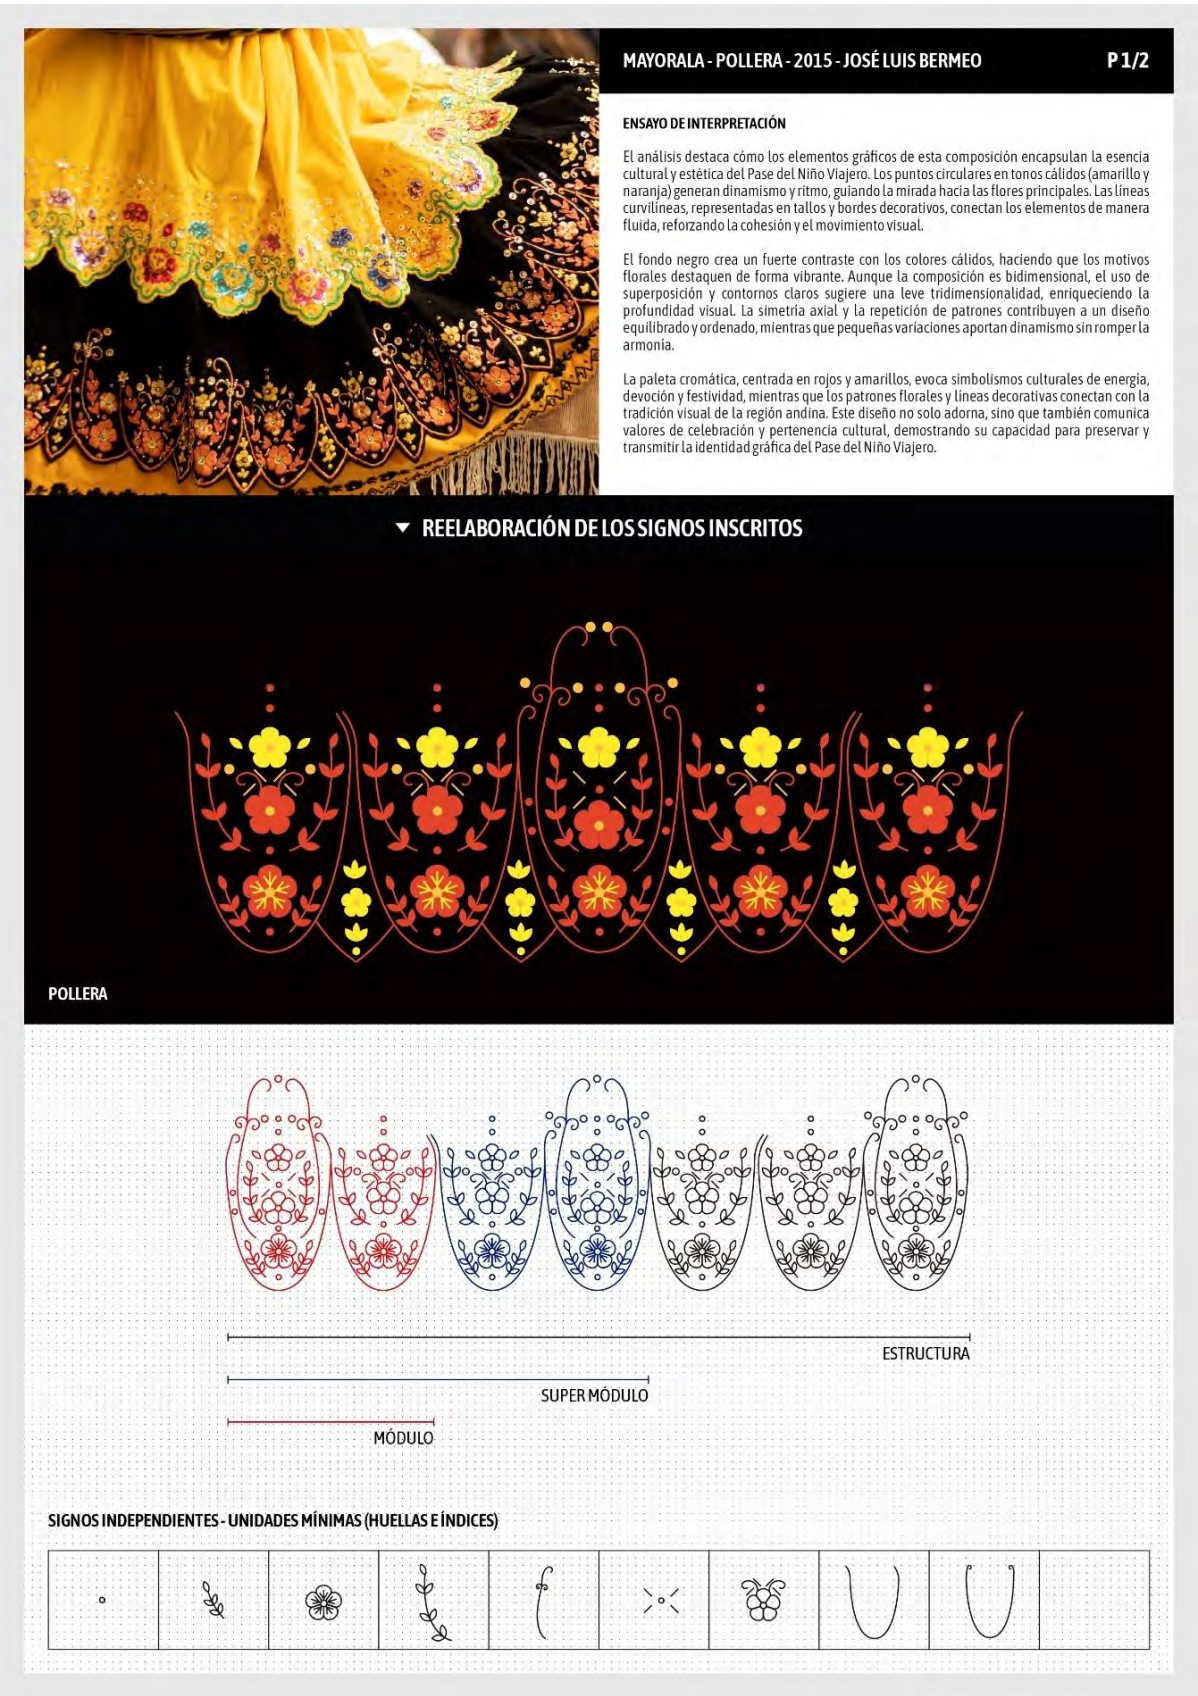 MAYORALA - POLLERA - 2015 - JOSÉ LUIS BERMEO
P 1/2
ENSAYO DE INTERPRETACIÓN
El análisis destaca cómo los elementos gráficos de esta composición encapsulan la esencia
cultural y estética del Pase del Niño Viajero. Los puntos circulares en tonos cálidos (amarillo y
naranja) generan dinamismo y ritmo, guiando la mirada hacia las flores principales. Las líneas
curvilíneas, representadas en tallos y bordes decorativos, conectan los elementos de manera
fluida, reforzando la cohesión y el movimiento visual.
El fondo negro crea un fuerte contraste con los colores cálidos, haciendo que los motivos
florales destaquen de forma vibrante. Aunque la composición es bidimensional, el uso de
superposición y contornos claros sugiere una leve tridimensionalidad, enriqueciendo la
profundidad visual. La simetría axial y la repetición de patrones contribuyen a un diseño
equilibrado y ordenado, mientras que pequeñas variaciones aportan dinamismo sin romper la
armonía.
La paleta cromática, centrada en rojos y amarillos, evoca simbolismos culturales de energía,
devoción y festividad, mientras que los patrones florales y líneas decorativas conectan con la
tradición visual de la región andina. Este diseño no solo adorna, sino que también comunica
valores de celebración y pertenencia cultural, demostrando su capacidad para preservar y
transmitir la identidad gráfica del Pase del Niño Viajero.
REELABORACIÓN DE LOS SIGNOS INSCRITOS
POLLERA
ESTRUCTURA
SUPER MÓDULO
MÓDULO
SIGNOS INDEPENDIENTES - UNIDADES MÍNIMAS (HUELLAS E ÍNDICES)